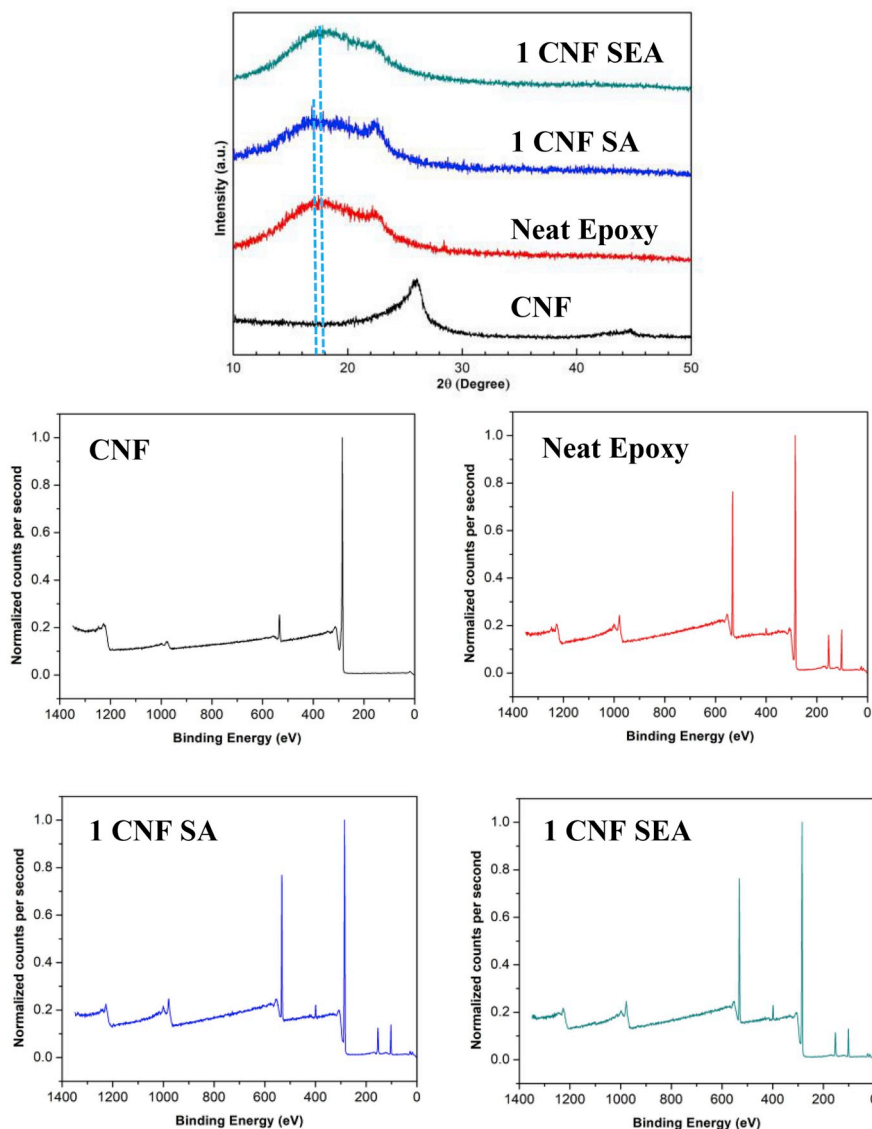 1 CNF SEA
1 CNF SA
Neat Epoxy
CNF
Intensity (a.u.)
10 20 30 40 50
2θ (Degree)
CNF
Normalized counts per second
1.0
0.8
0.6
0.4
0.2
0.0
1400 1200 1000 800 600 400 200 0
Binding Energy (eV)
Neat Epoxy
Normalized counts per second
1.0
0.8
0.6
0.4
0.2
0.0
1400 1200 1000 800 600 400 200 0
Binding Energy (eV)
1 CNF SA
Normalized counts per second
1.0
0.8
0.6
0.4
0.2
0.0
1400 1200 1000 800 600 400 200 0
Binding Energy (eV)
1 CNF SEA
Normalized counts per second
1.0
0.8
0.6
0.4
0.2
0.0
1400 1200 1000 800 600 400 200 0
Binding Energy (eV)